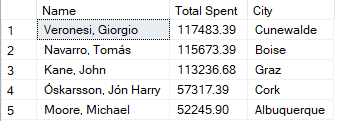 Name Total Spent City
1 Veronesi, Giorgio 117483.39 Cunewalde
2 Navarro, Tomás 115673.39 Boise
3 Kane, John 113236.68 Graz
4 Óskarsson, Jón Harry 57317.39 Cork
5 Moore, Michael 52245.90 Albuquerque